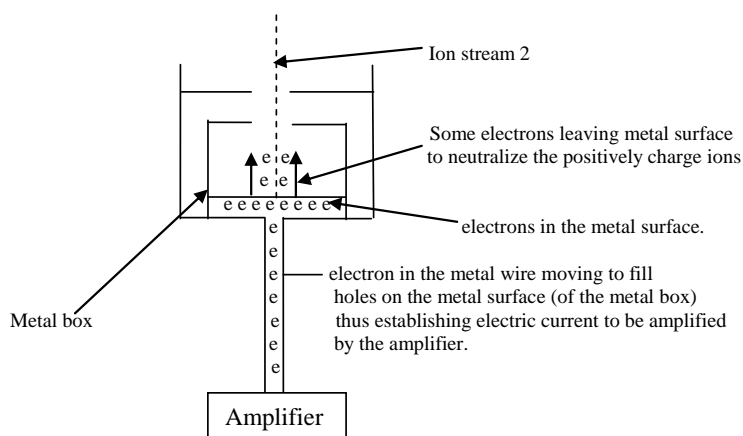 Ion stream 2
Some electrons leaving metal surface
to neutralize the positively charge ions
e e
e e
e e e e e e e e
electrons in the metal surface.
e
e
electron in the metal wire moving to fill
e
holes on the metal surface (of the metal box)
Metal box
e
thus establishing electric current to be amplified
e
by the amplifier.
e
e
Amplifier